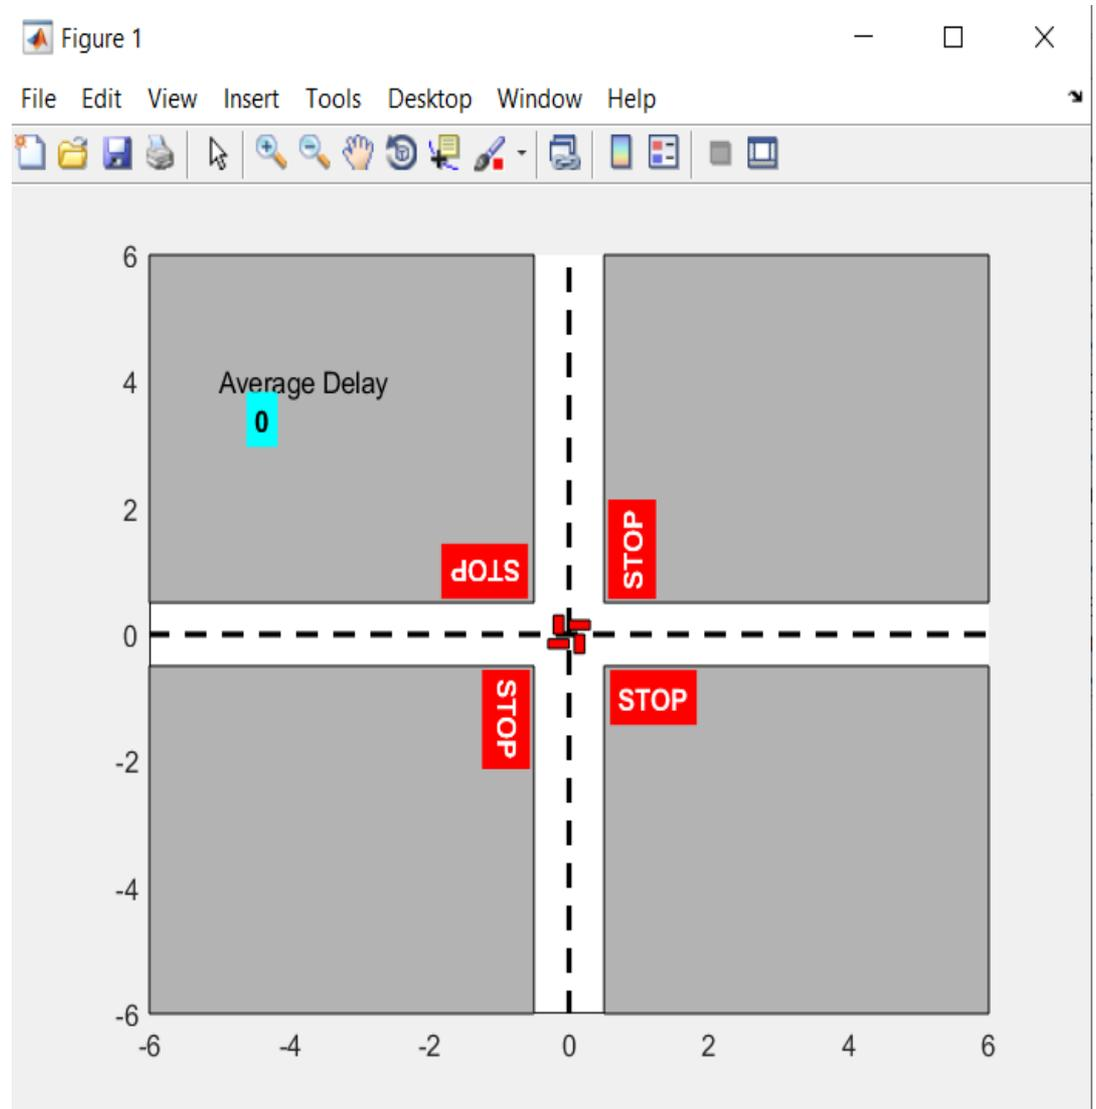 Figure 1
File Edit View Insert Tools Desktop Window Help
6
4
Average Delay
0
2
STOP
STOP
0
STOP
STOP
-2
-4
-6
-6 -4 -2 0 2 4 6